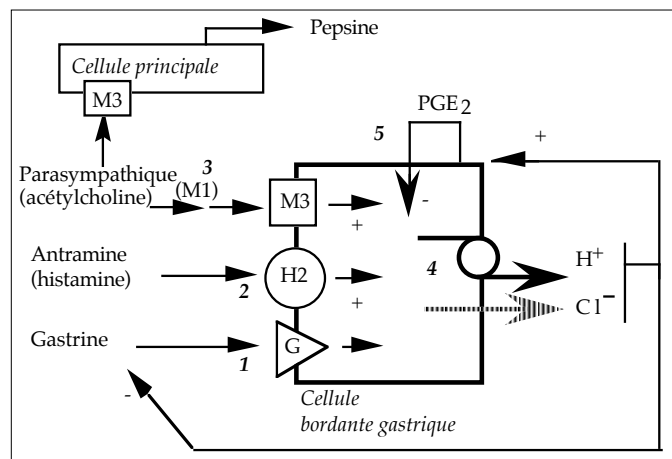 Pepsine
Cellule principale
M3
PGE2
5
+
Parasympathique
(acétylcholine)
3
(M1)
M3
+
-
Antramine
(histamine)
2
H2
+
4
H+
Cl-
Gastrine
1
G
-
Cellule
bordante gastrique